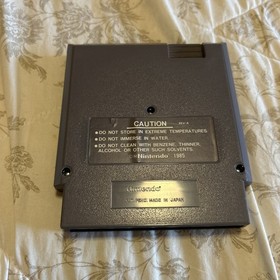 CAUTION
• DO NOT STORE IN EXTREME TEMPERATURES.
• DO NOT IMMERSE IN WATER.
• DO NOT CLEAN WITH BENZENE, THINNER,
ALCOHOL OR OTHER SUCH SOLVENTS.
©Nintendo 1985
Nintendo
MADE IN JAPAN